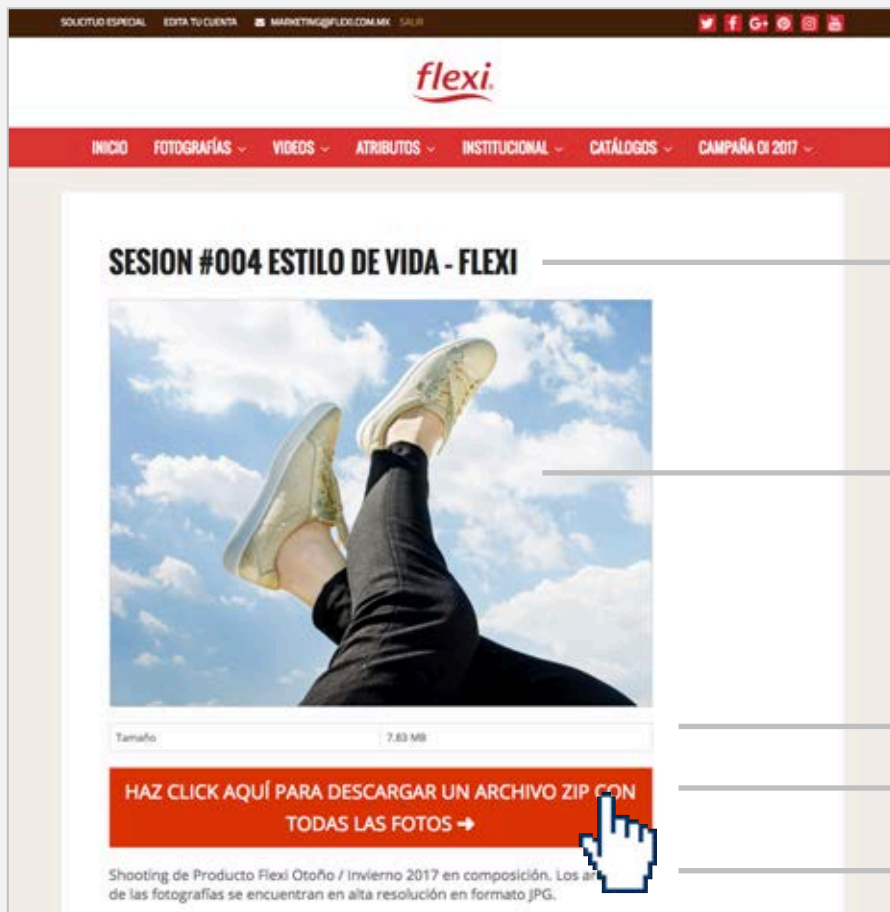 SOLICITUD ESPECIAL EDITA TU CUENTA MARKETING@FLEXI.COM.MX SALIR
flexi.
INICIO FOTOGRAFÍAS VIDEOS ATRIBUTOS INSTITUCIONAL CATÁLOGOS CAMPAÑA OI 2017
SESION #004 ESTILO DE VIDA - FLEXI
Tamaño 7.63 MB
HAZ CLICK AQUÍ PARA DESCARGAR UN ARCHIVO ZIP CON
TODAS LAS FOTOS ➔
Shooting de Producto Flexi Otoño / Invierno 2017 en composición. Los
de las fotografías se encuentran en alta resolución en formato JPG.